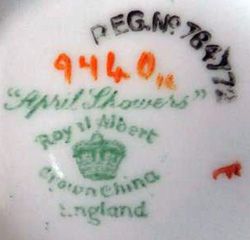 REG.No 784772
9440
"April Showers"
Royal Albert
Crown China
England